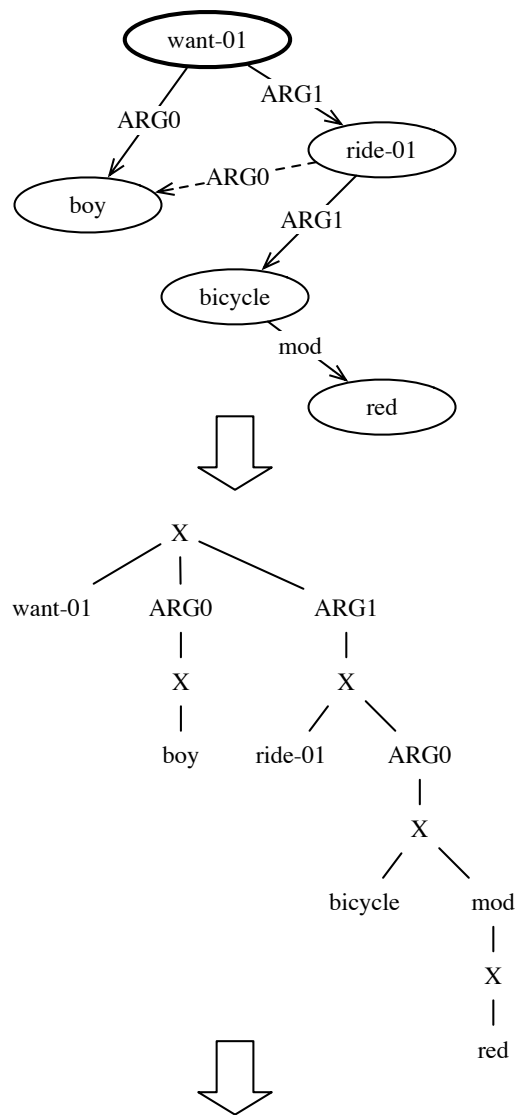 want-01
ARG1
ARG0
ride-01
ARG0
boy
ARG1
bicycle
mod
red
X
want-01 ARG0 ARG1
X X
boy ride-01 ARG0
X
bicycle mod
X
red